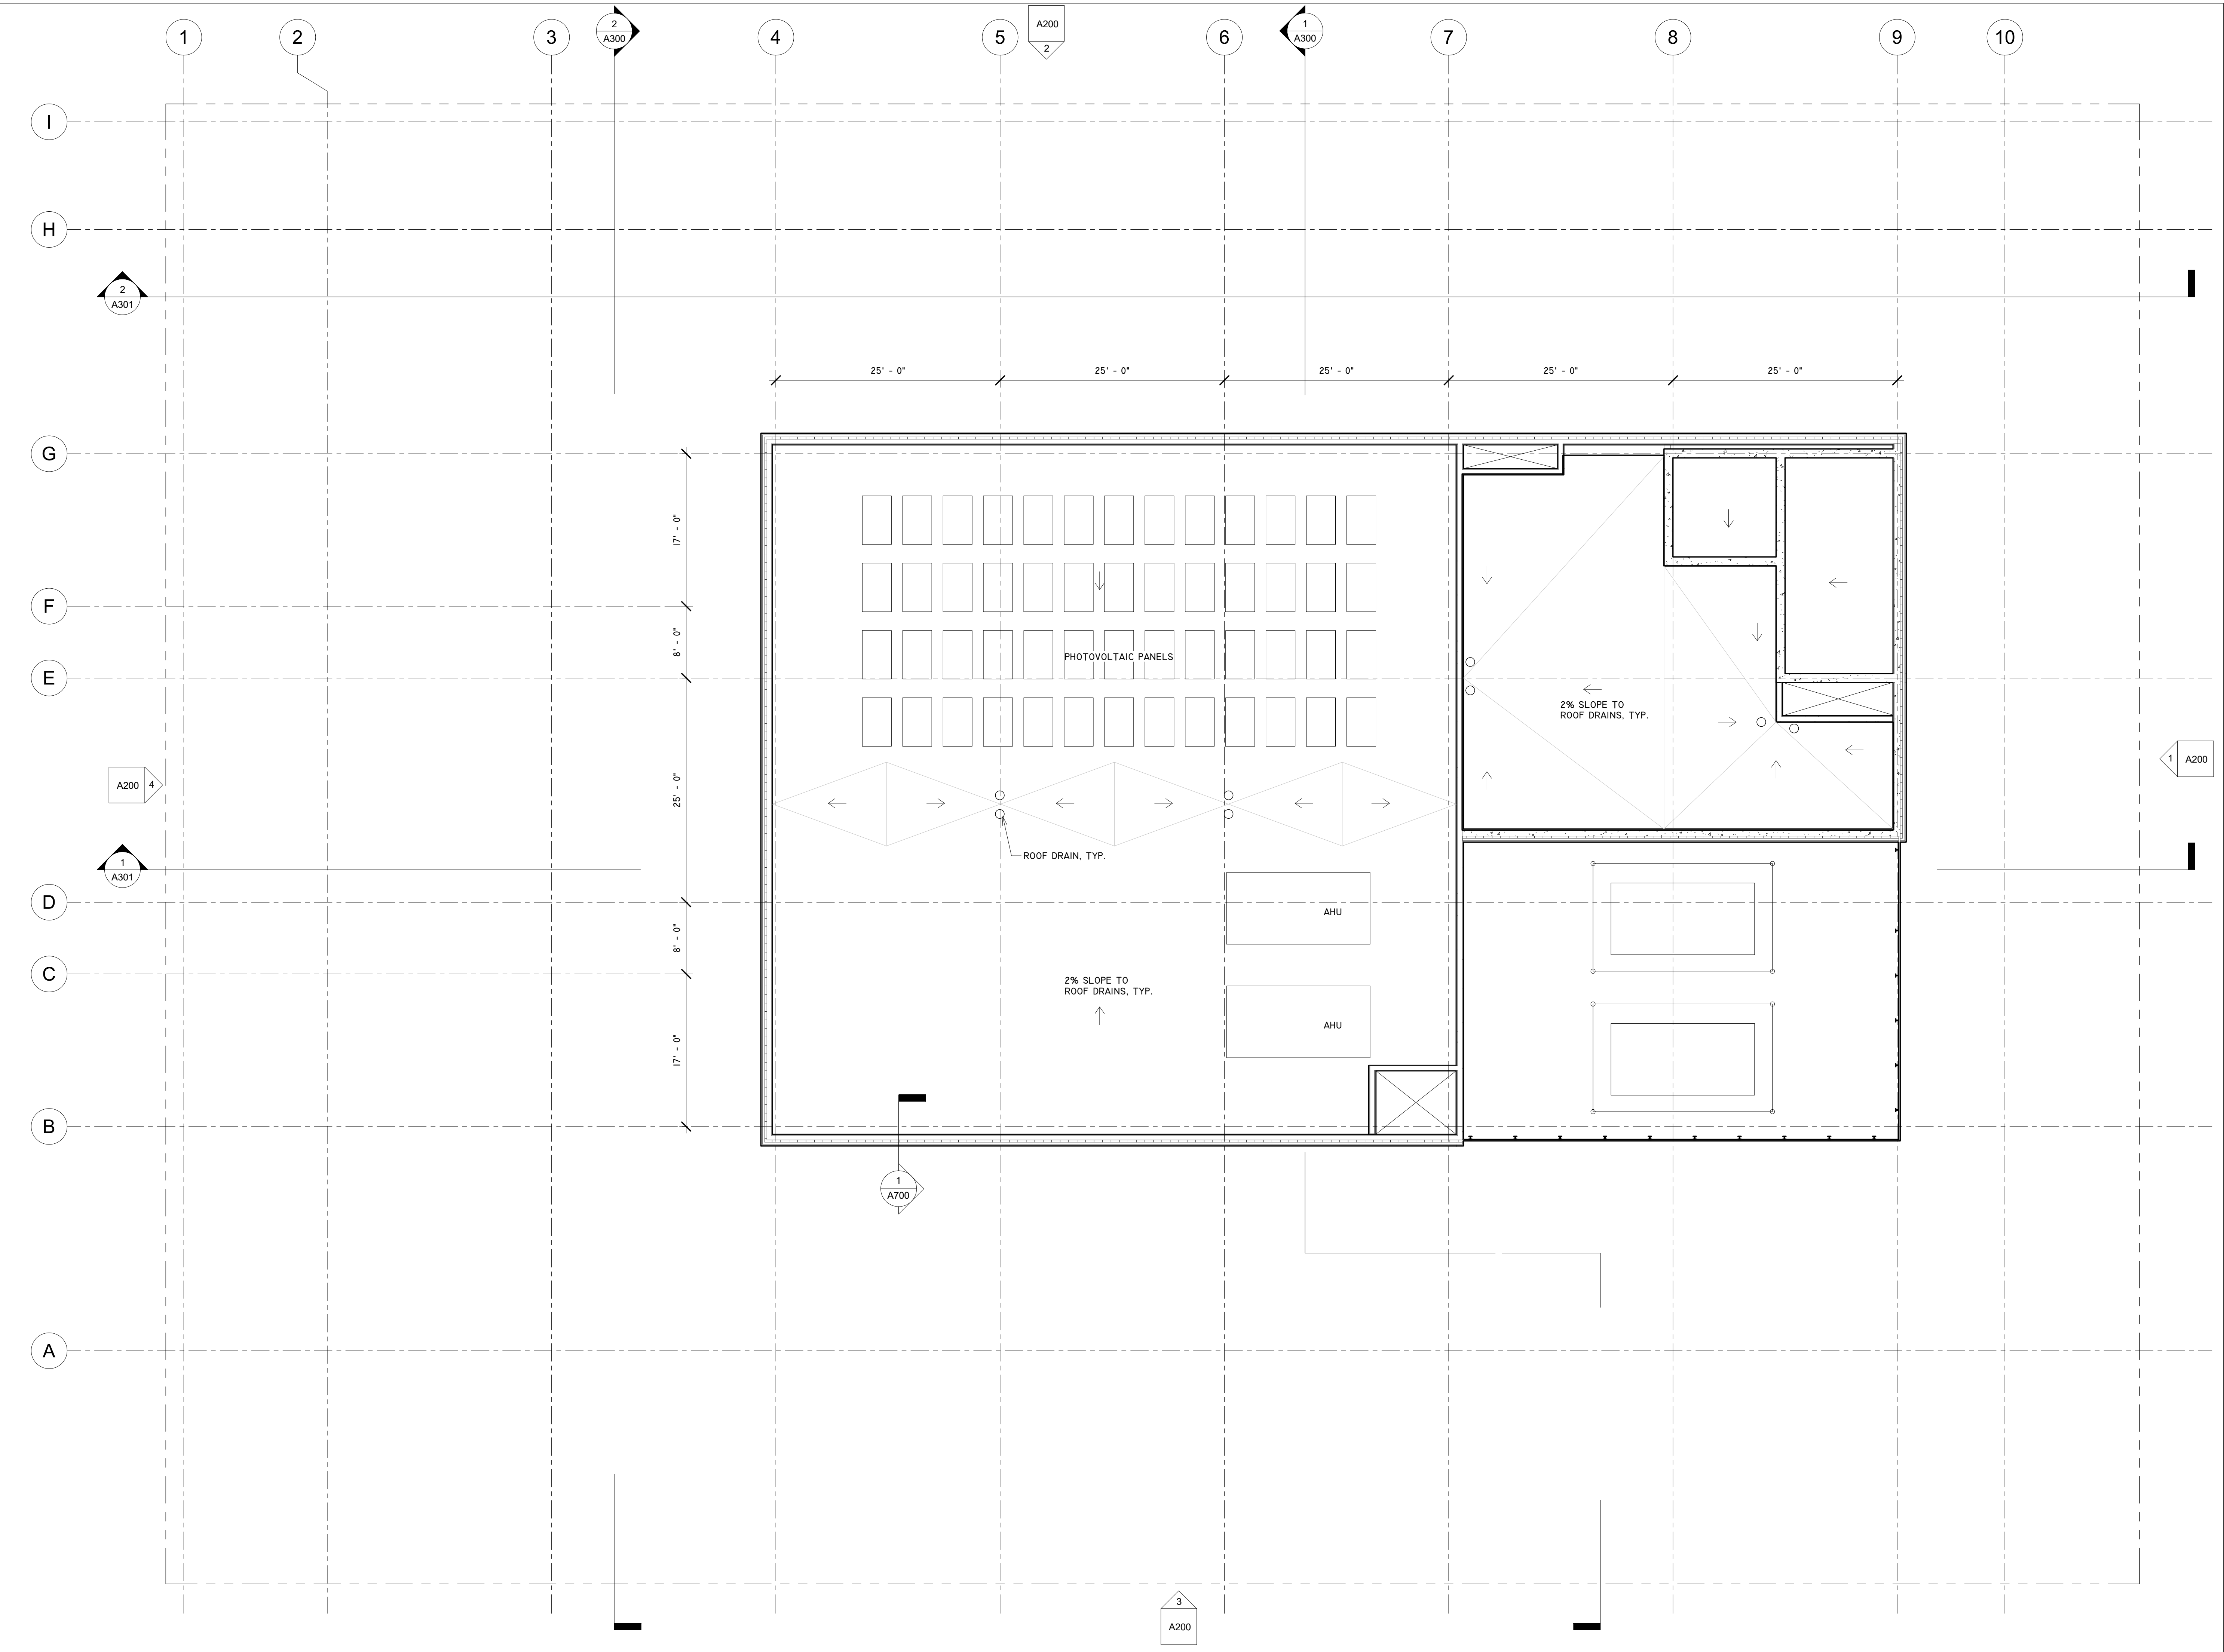 1
2
3
2
A300
4
5
A200
2
6
1
A300
7
8
9
10
I
H
2
A301
25' - 0"
25' - 0"
25' - 0"
25' - 0"
25' - 0"
G
17' - 0"
F
8' - 0"
E
PHOTOVOLTAIC PANELS
2% SLOPE TO
ROOF DRAINS, TYP.
A200
4
25' - 0"
1
A200
ROOF DRAIN, TYP.
1
A301
D
AHU
8' - 0"
C
2% SLOPE TO
ROOF DRAINS, TYP.
AHU
17' - 0"
B
1
A700
A
3
A200